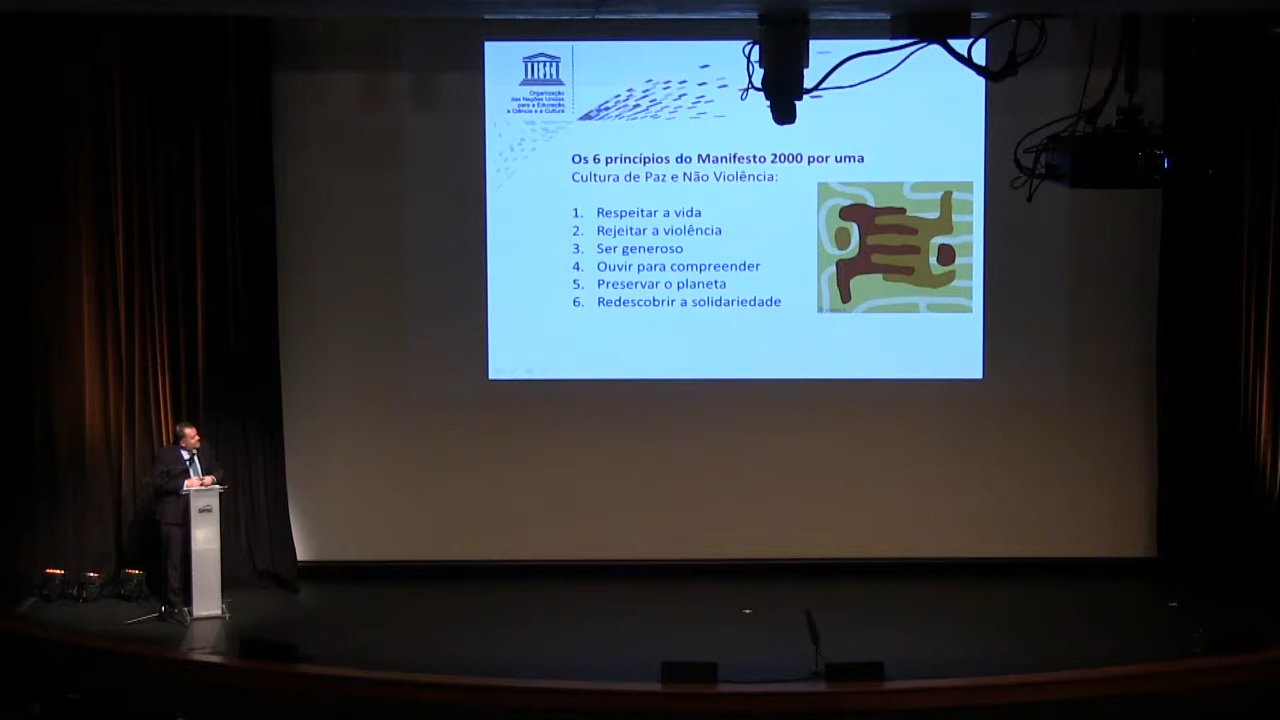 Organização
das Nações Unidas
para a Educação,
a Ciência e a Cultura
Os 6 princípios do Manifesto 2000 por uma
Cultura de Paz e Não Violência:
1. Respeitar a vida
2. Rejeitar a violência
3. Ser generoso
4. Ouvir para compreender
5. Preservar o planeta
6. Redescobrir a solidariedade